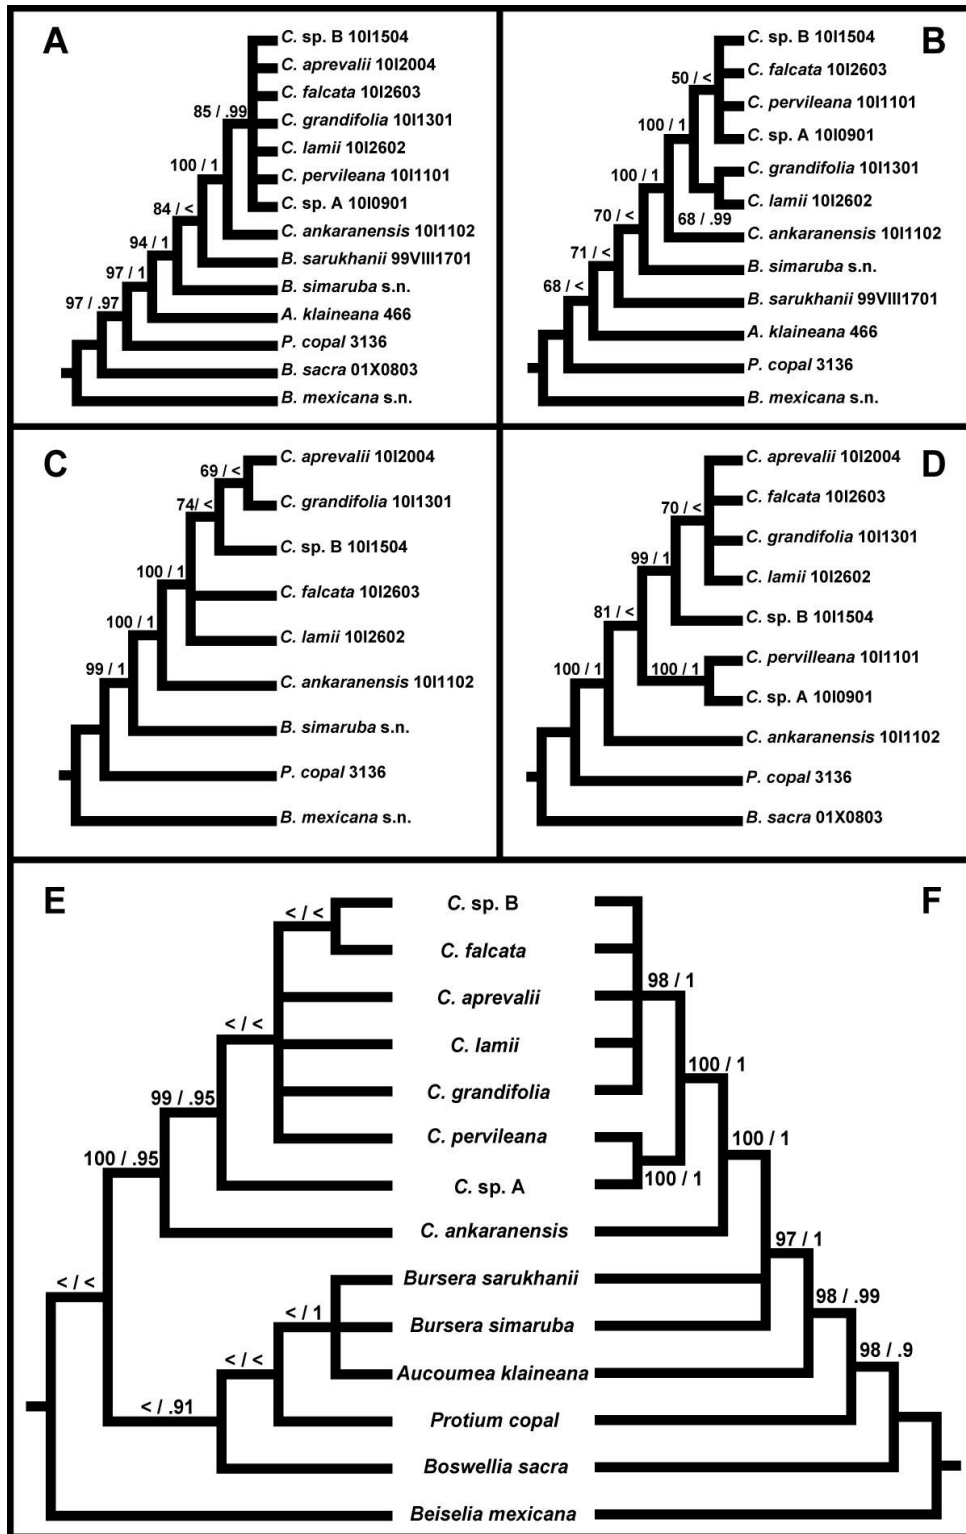 A
C. sp. B 10I1504
C. aprevalii 10I2004
C. falcata 10I2603
85 / .99
C. grandifolia 10I1301
C. lamii 10I2602
100 / 1
C. pervileana 10I1101
C. sp. A 10I0901
84 / <
C. ankaranensis 10I1102
94 / 1
B. sarukhanii 99VIII1701
97 / 1
B. simaruba s.n.
97 / .97
A. klaineana 466
P. copal 3136
B. sacra 01X0803
B. mexicana s.n.
B
C. sp. B 10I1504
C. falcata 10I2603
50 / <
C. pervileana 10I1101
100 / 1
C. sp. A 10I0901
C. grandifolia 10I1301
100 / 1
C. lamii 10I2602
70 / <
68 / .99
C. ankaranensis 10I1102
71 / <
B. simaruba s.n.
68 / <
B. sarukhanii 99VIII1701
A. klaineana 466
P. copal 3136
B. mexicana s.n.
C
C. aprevalii 10I2004
69 / <
C. grandifolia 10I1301
74/ <
C. sp. B 10I1504
100 / 1
C. falcata 10I2603
100 / 1
C. lamii 10I2602
99 / 1
C. ankaranensis 10I1102
B. simaruba s.n.
P. copal 3136
B. mexicana s.n.
D
C. aprevalii 10I2004
C. falcata 10I2603
70 / <
C. grandifolia 10I1301
99 / 1
C. lamii 10I2602
81 / <
C. sp. B 10I1504
100 / 1
100 / 1
C. pervilleana 10I1101
C. sp. A 10I0901
C. ankaranensis 10I1102
P. copal 3136
B. sacra 01X0803
E
F
< / <
C. sp. B
C. falcata
98 / 1
C. aprevalii
< / <
C. lamii
100 / 1
99 / .95
C. grandifolia
100 / .95
C. pervileana
100 / 1
100 / 1
C. sp. A
C. ankaranensis
97 / 1
< / <
Bursera sarukhanii
98 / .99
< / 1
Bursera simaruba
98 / .9
< / <
Aucoumea klaineana
< / .91
Protium copal
Boswellia sacra
Beiselia mexicana